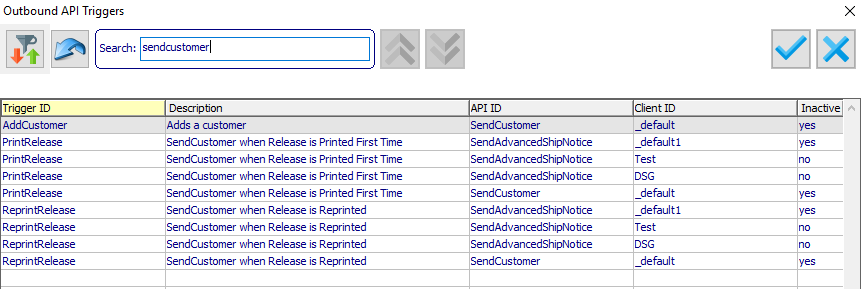 Outbound API Triggers
Search: sendcustomer
Trigger ID Description API ID Client ID Inactive
AddCustomer Adds a customer SendCustomer _default yes
PrintRelease SendCustomer when Release is Printed First Time SendAdvancedShipNotice _default1 yes
PrintRelease SendCustomer when Release is Printed First Time SendAdvancedShipNotice Test no
PrintRelease SendCustomer when Release is Printed First Time SendAdvancedShipNotice DSG no
PrintRelease SendCustomer when Release is Printed First Time SendCustomer _default yes
ReprintRelease SendCustomer when Release is Reprinted SendAdvancedShipNotice _default1 yes
ReprintRelease SendCustomer when Release is Reprinted SendAdvancedShipNotice Test no
ReprintRelease SendCustomer when Release is Reprinted SendAdvancedShipNotice DSG no
ReprintRelease SendCustomer when Release is Reprinted SendCustomer _default yes